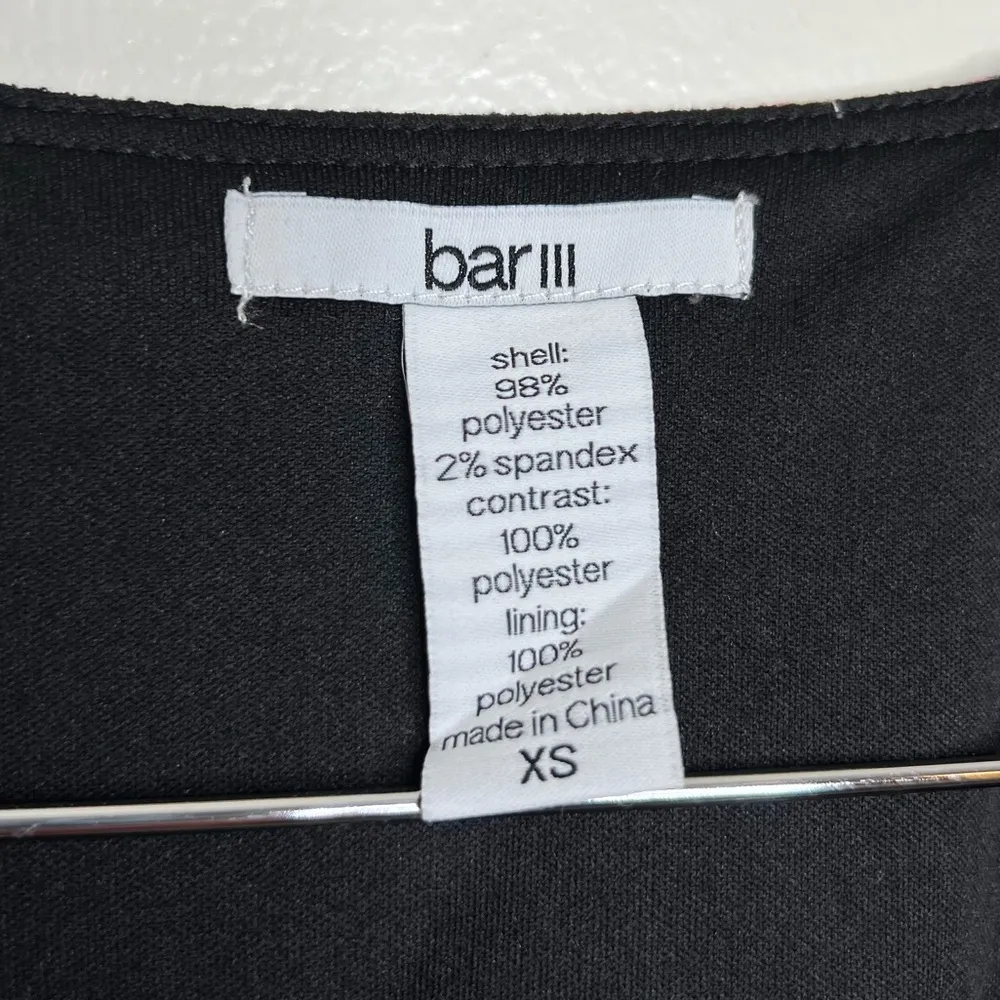 bar III
shell:
98%
polyester
2% spandex
contrast:
100%
polyester
lining:
100%
polyester
made in China
XS